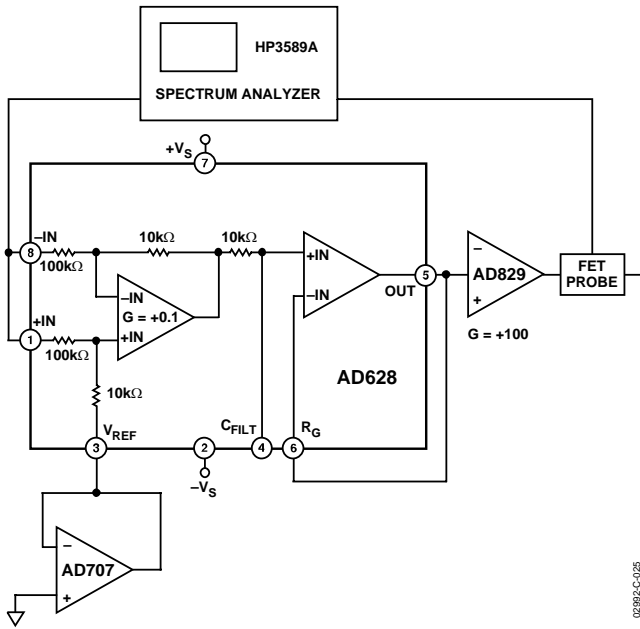 HP3589A
SPECTRUM ANALYZER
+VS
7
–IN
8
100kΩ
10kΩ
10kΩ
–IN
G = +0.1
+IN
+IN
1
100kΩ
10kΩ
+IN
–IN
OUT
5
AD628
–
AD829
+
G = +100
FET
PROBE
VREF
3
2
–VS
CFILT
4
RG
6
–
AD707
+
02992-C-025